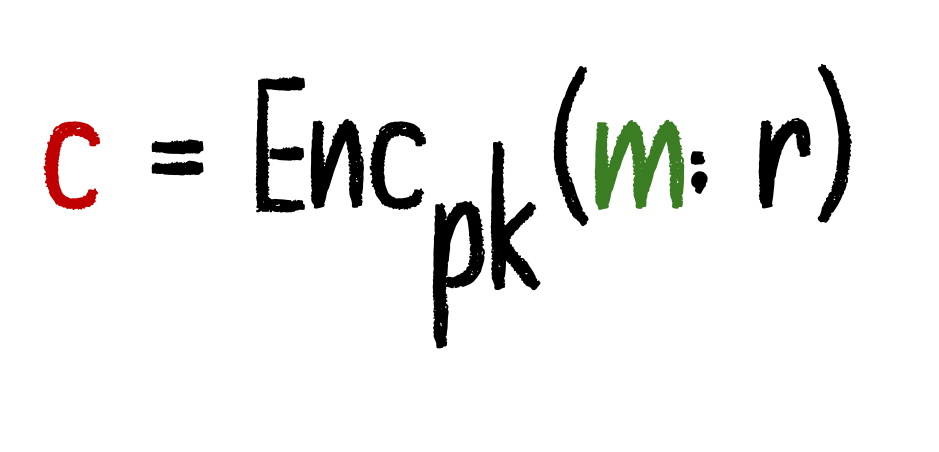 c = Enc_pk(m; r)